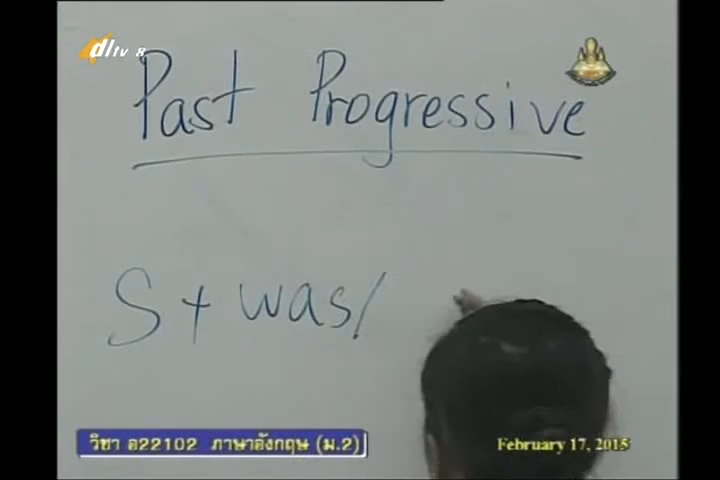 dltv 8
Past Progressive
S + was/
วิชา อ22102 ภาษาอังกฤษ (ม.2)
February 17, 2015